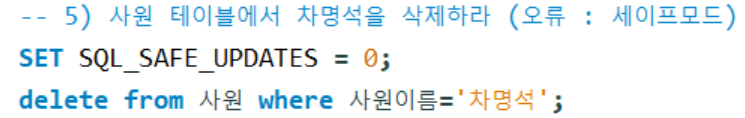 -- 5) 사원 테이블에서 차명석을 삭제하라 (오류 : 세이프모드)
SET SQL_SAFE_UPDATES = 0;
delete from 사원 where 사원이름='차명석';